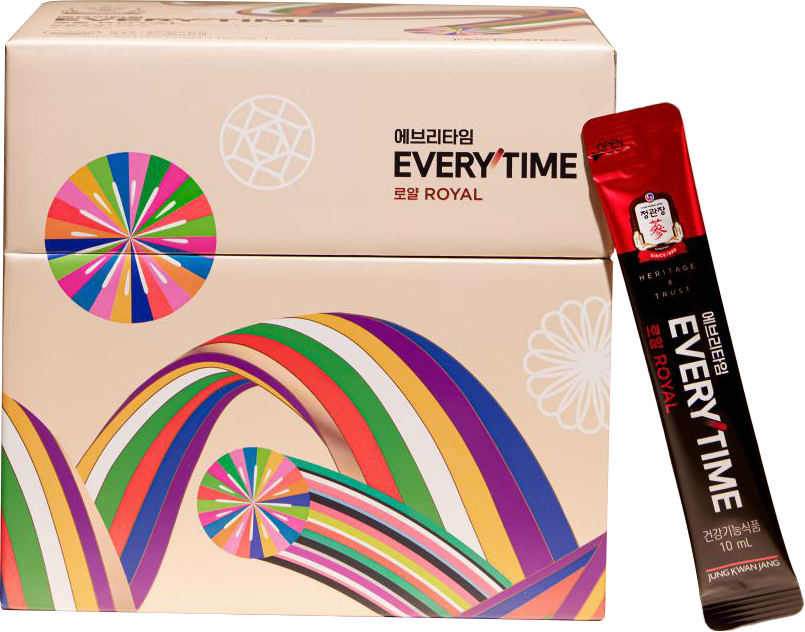 EVERYTIME
에브리타임
EVERY'TIME
로얄 ROYAL
OPEN
정관장
蔘
SINCE 1899
HERITAGE
&
TRUST
에브리타임
EVERY'TIME
로얄 ROYAL
건강기능식품
10 mL
JUNG KWAN JANG